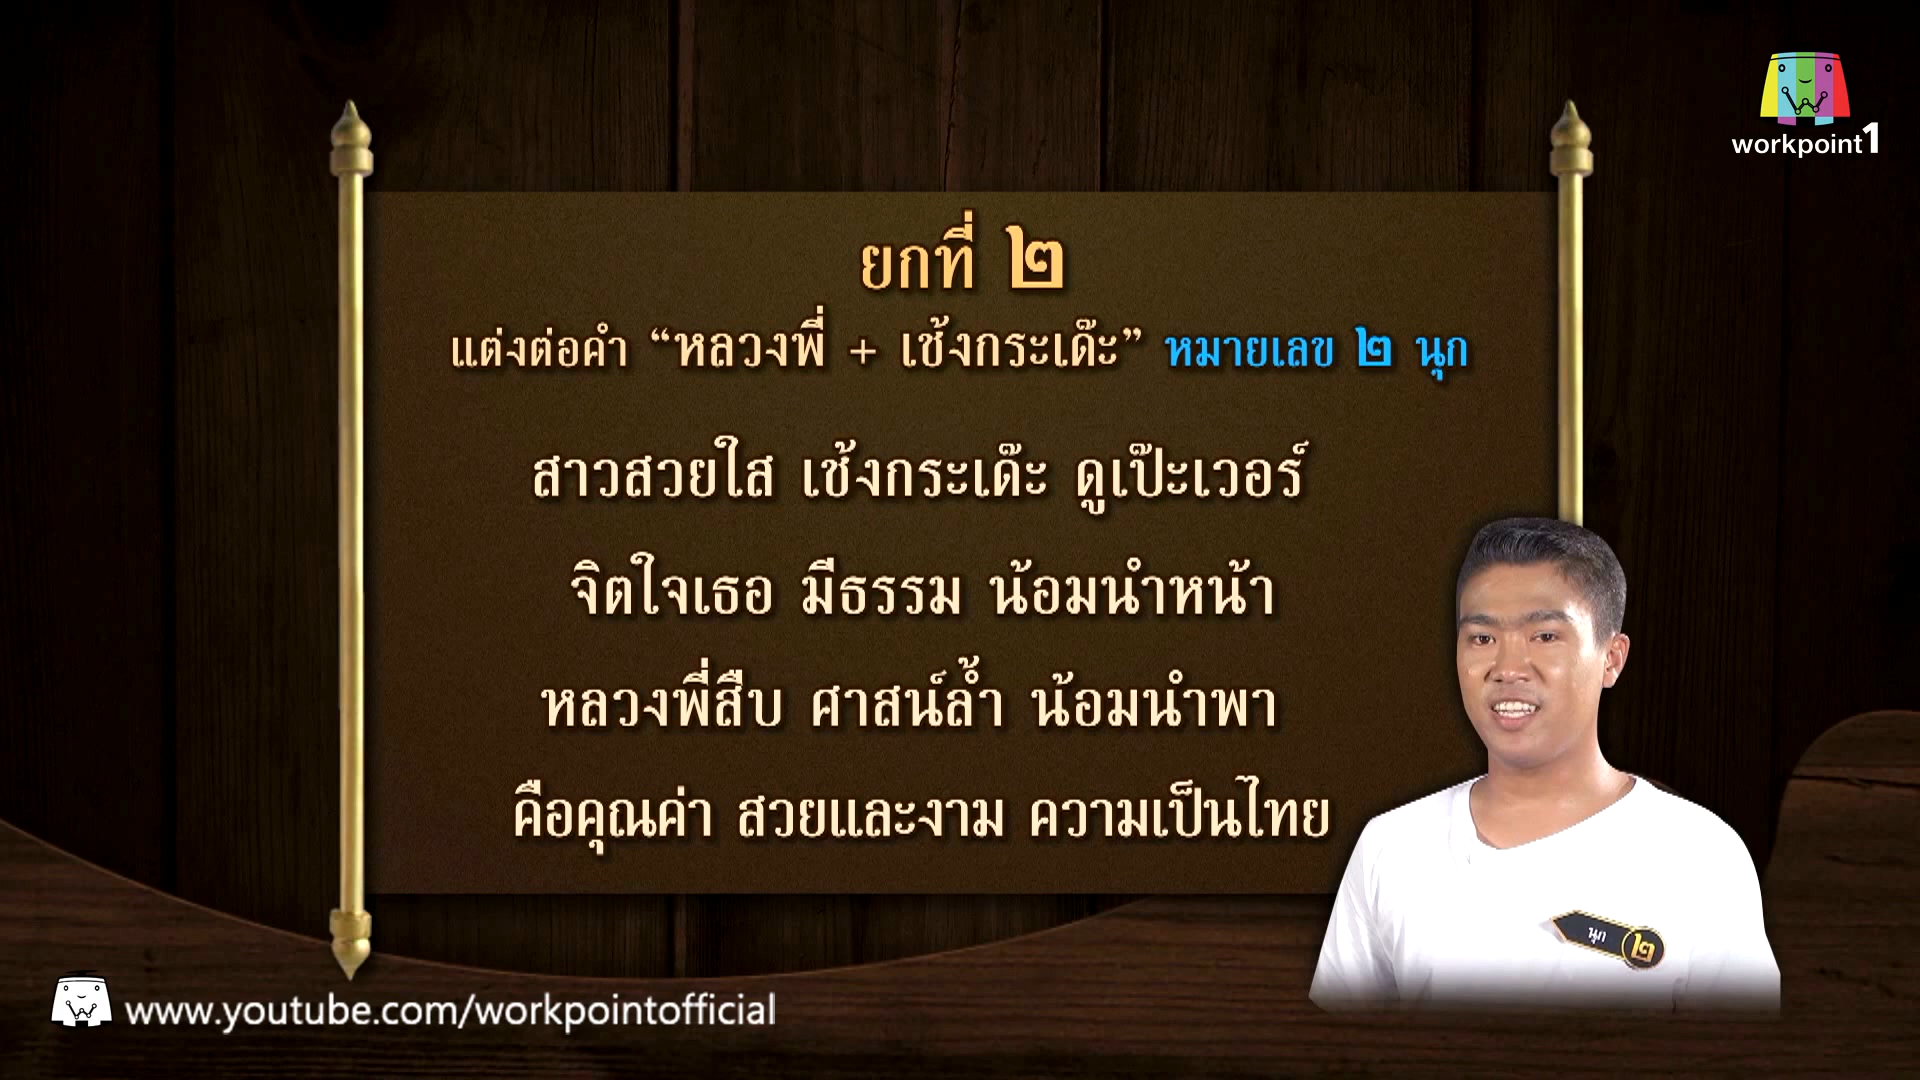 workpoint1
ยกที่ ๒
แต่งต่อคำ “หลวงพี่ + เช้งกระเด๊ะ” หมายเลข ๒ นุก
สาวสวยใส เช้งกระเด๊ะ ดูเป๊ะเวอร์
จิตใจเธอ มีธรรม น้อมนำหน้า
หลวงพี่สืบ ศาสน์ล้ำ น้อมนำพา
คือคุณค่า สวยและงาม ความเป็นไทย
นุก ๒
www.youtube.com/workpointofficial